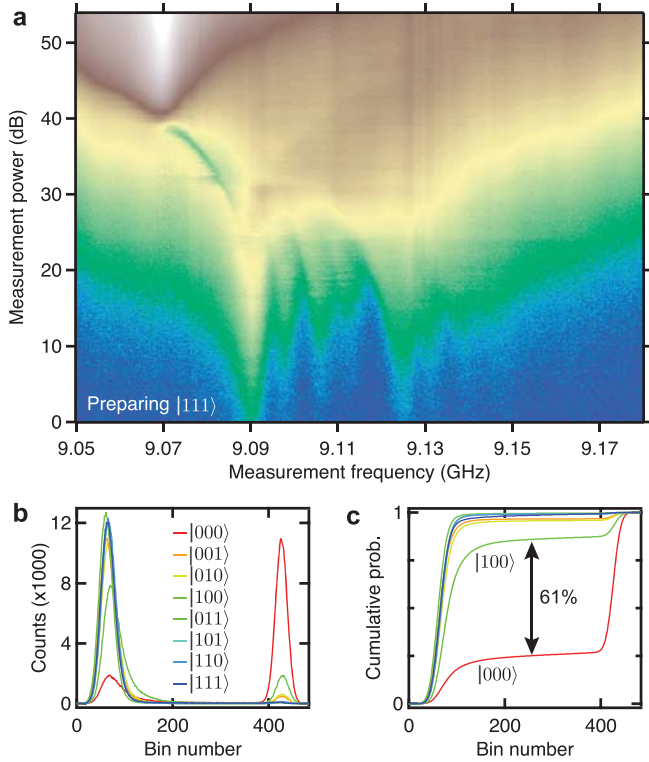 a
Measurement power (dB)
50
40
30
20
10
0
Preparing |111⟩
9.05 9.07 9.09 9.11 9.13 9.15 9.17
Measurement frequency (GHz)
b
Counts (x1000)
12
9
6
3
0
|000⟩
|001⟩
|010⟩
|100⟩
|011⟩
|101⟩
|110⟩
|111⟩
0 200 400
Bin number
c
Cumulative prob.
1
0
|100⟩
61%
|000⟩
0 200 400
Bin number